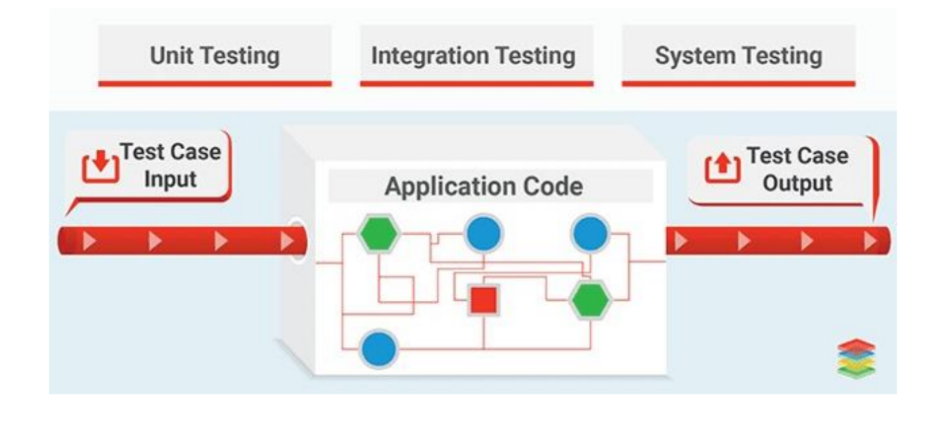 Unit Testing
Integration Testing
System Testing
Test Case
Input
Application Code
Test Case
Output